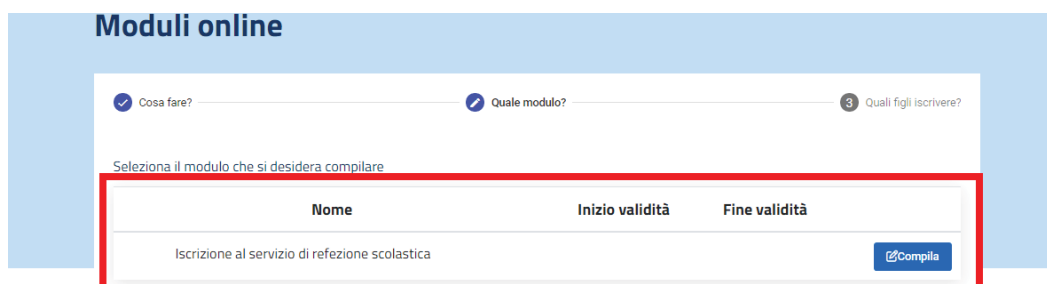 Moduli online
Cosa fare? Quale modulo? 3 Quali figli iscrivere?
Seleziona il modulo che si desidera compilare
Nome Inizio validità Fine validità
Iscrizione al servizio di refezione scolastica Compila